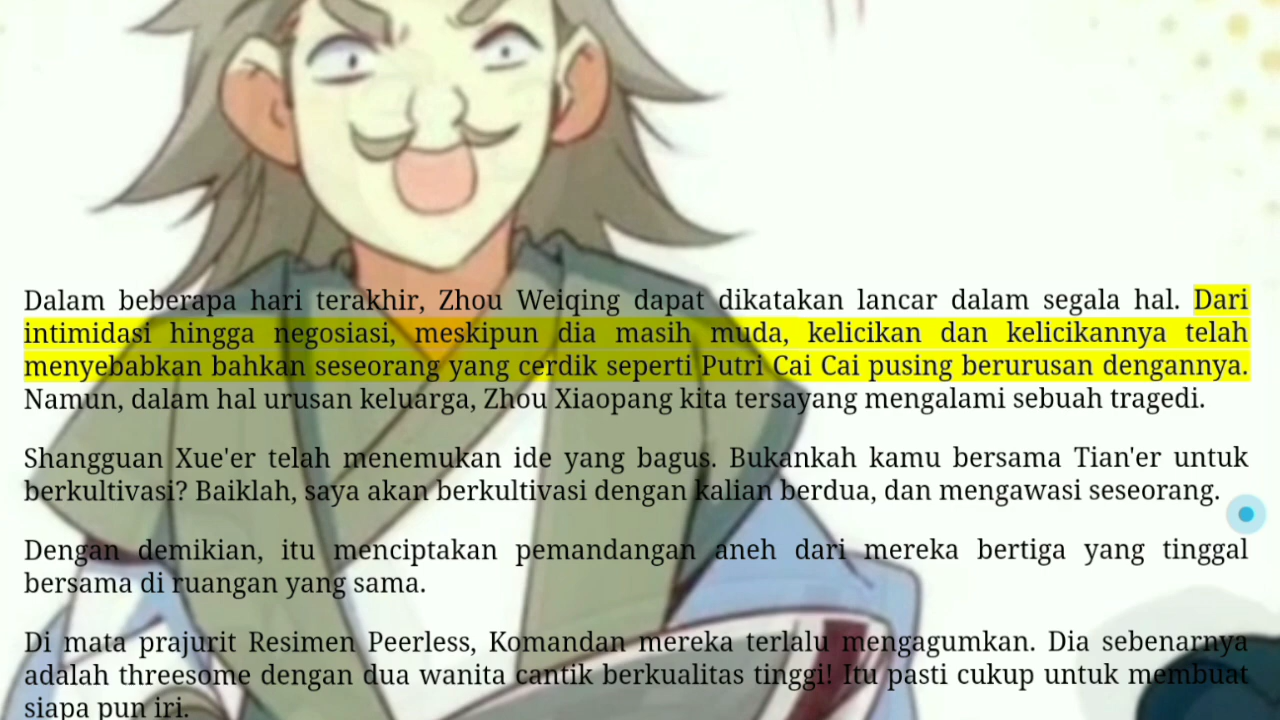 Dalam beberapa hari terakhir, Zhou Weiqing dapat dikatakan lancar dalam segala hal. Dari
intimidasi hingga negosiasi, meskipun dia masih muda, kelicikan dan kelicikannya telah
menyebabkan bahkan seseorang yang cerdik seperti Putri Cai Cai pusing berurusan dengannya.
Namun, dalam hal urusan keluarga, Zhou Xiaopang kita tersayang mengalami sebuah tragedi.
Shangguan Xue'er telah menemukan ide yang bagus. Bukankah kamu bersama Tian'er untuk
berkultivasi? Baiklah, saya akan berkultivasi dengan kalian berdua, dan mengawasi seseorang.
Dengan demikian, itu menciptakan pemandangan aneh dari mereka bertiga yang tinggal
bersama di ruangan yang sama.
Di mata prajurit Resimen Peerless, Komandan mereka terlalu mengagumkan. Dia sebenarnya
adalah threesome dengan dua wanita cantik berkualitas tinggi! Itu pasti cukup untuk membuat
siapa pun iri.